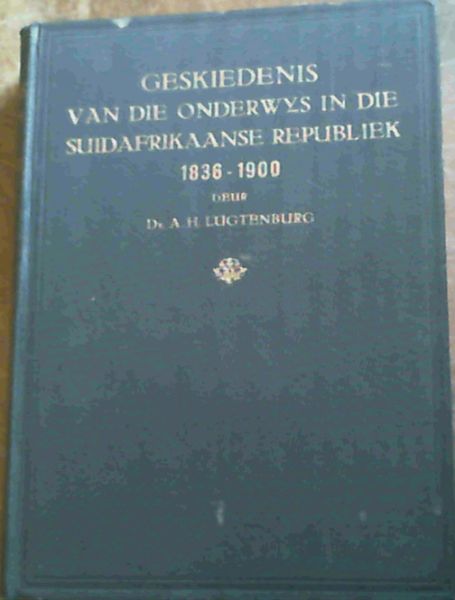 GESKIEDENIS
VAN DIE ONDERWYS IN DIE
SUIDAFRIKAANSE REPUBLIEK
1836 - 1900
DEUR
Dr A. H. LUGTENBURG